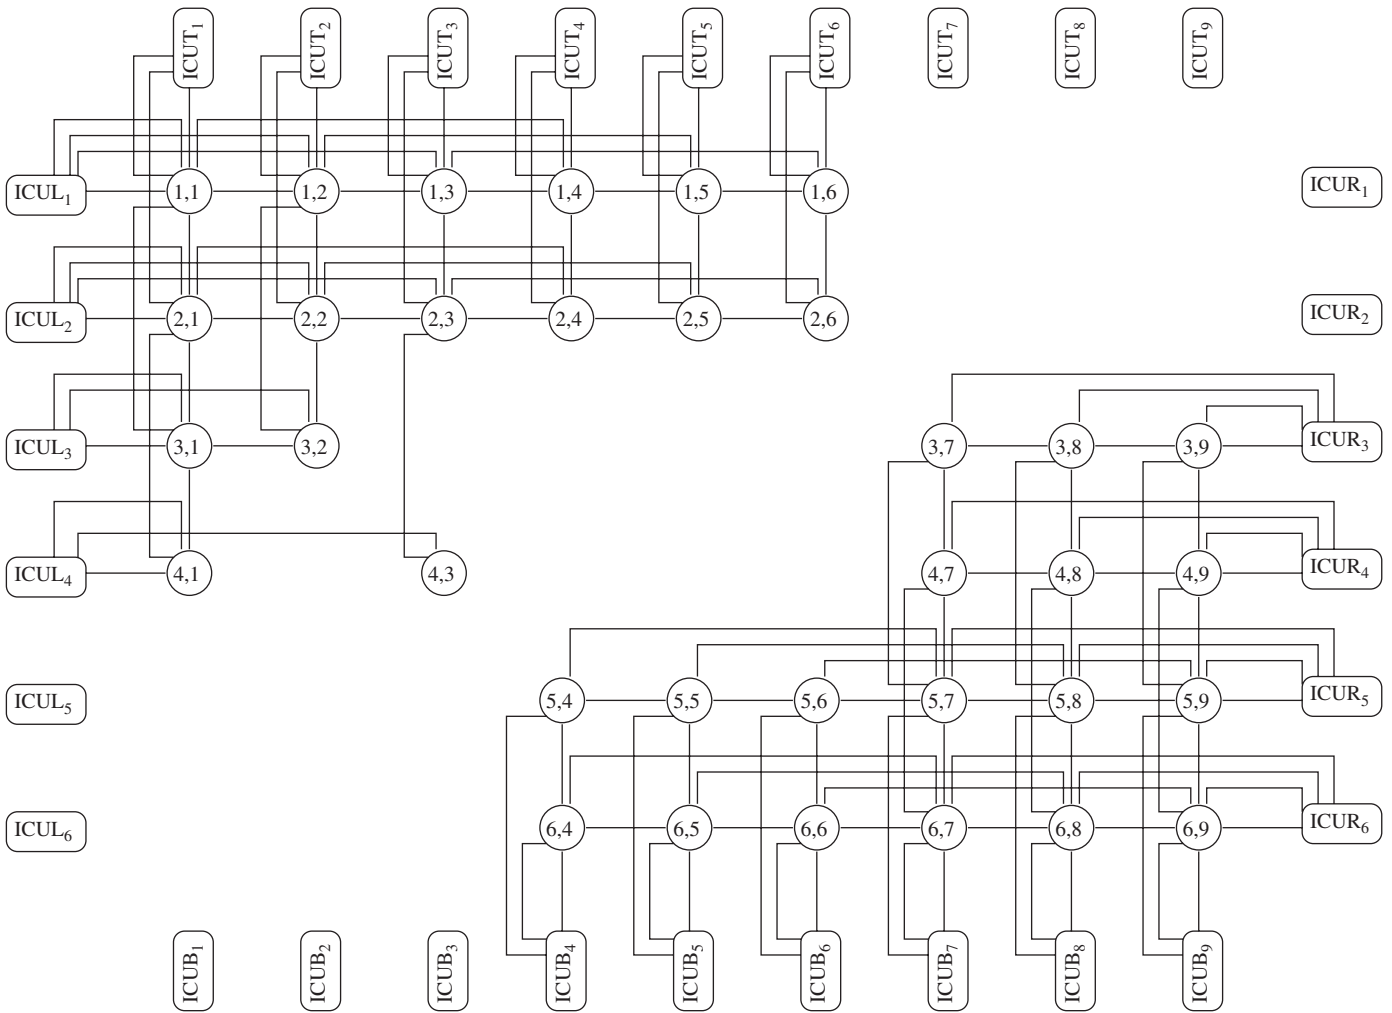 ICUT1 ICUT2 ICUT3 ICUT4 ICUT5 ICUT6 ICUT7 ICUT8 ICUT9
ICUL1 1,1 1,2 1,3 1,4 1,5 1,6 ICUR1
ICUL2 2,1 2,2 2,3 2,4 2,5 2,6 ICUR2
ICUL3 3,1 3,2 3,7 3,8 3,9 ICUR3
ICUL4 4,1 4,3 4,7 4,8 4,9 ICUR4
ICUL5 5,4 5,5 5,6 5,7 5,8 5,9 ICUR5
ICUL6 6,4 6,5 6,6 6,7 6,8 6,9 ICUR6
ICUB1 ICUB2 ICUB3 ICUB4 ICUB5 ICUB6 ICUB7 ICUB8 ICUB9